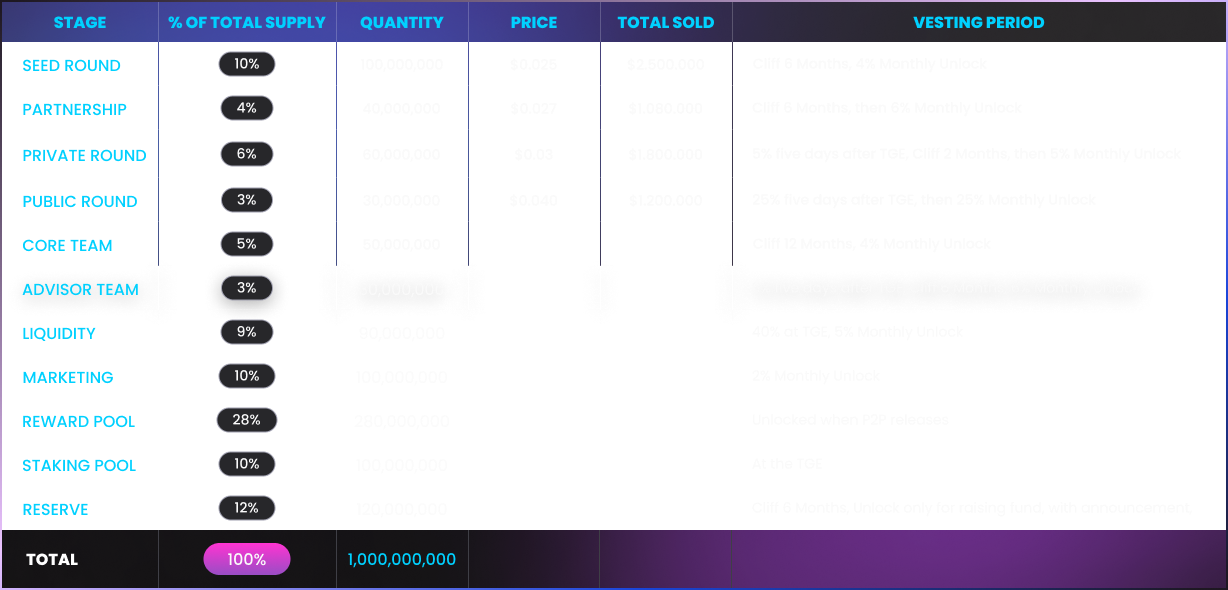 STAGE % OF TOTAL SUPPLY QUANTITY PRICE TOTAL SOLD VESTING PERIOD
SEED ROUND 10% 100,000,000 $0.025 $2,500,000 Cliff 6 Months, 4% Monthly Unlock
PARTNERSHIP 4% 40,000,000 $0.027 Cliff 6 Months, then 5% Monthly Unlock
PRIVATE ROUND 6% 60,000,000 $0.03 $1,800,000 5% five days after TGE, Cliff 2 Months, then 5% Monthly Unlock
PUBLIC ROUND 3% 30,000,000 $0.040 $1,200,000 25% five days after TGE, then 25% Monthly Unlock
CORE TEAM 5% 50,000,000 Cliff 12 Months, 4% Monthly Unlock
ADVISOR TEAM 3%
LIQUIDITY 9% 90,000,000 40% at TGE, 5% Monthly Unlock
MARKETING 10% 100,000,000 2% Monthly Unlock
REWARD POOL 28% 280,000,000 Unlocked when P2P releases
STAKING POOL 10% 100,000,000 At the TGE
RESERVE 12% 120,000,000 Cliff 6 Months, unlock only for raising fund, with announcement.
TOTAL 100% 1,000,000,000